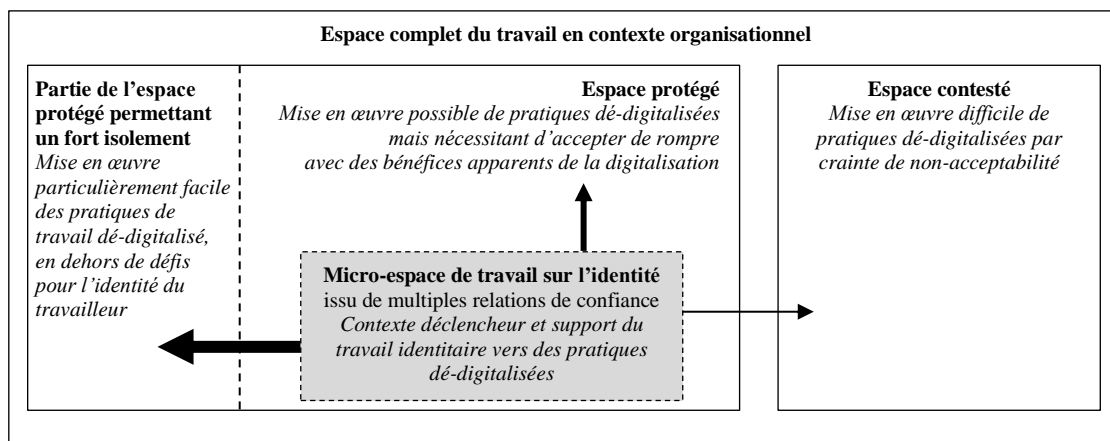 Espace complet du travail en contexte organisationnel
Partie de l'espace
protégé permettant
un fort isolement
Mise en œuvre
particulièrement facile
des pratiques de
travail dé-digitalisé,
en dehors de défis
pour l'identité du
travailleur
Espace protégé
Mise en œuvre possible de pratiques dé-digitalisées
mais nécessitant d'accepter de rompre
avec des bénéfices apparents de la digitalisation
Micro-espace de travail sur l'identité
issu de multiples relations de confiance
Contexte déclencheur et support du
travail identitaire vers des pratiques
dé-digitalisées
Espace contesté
Mise en œuvre difficile de
pratiques dé-digitalisées par
crainte de non-acceptabilité